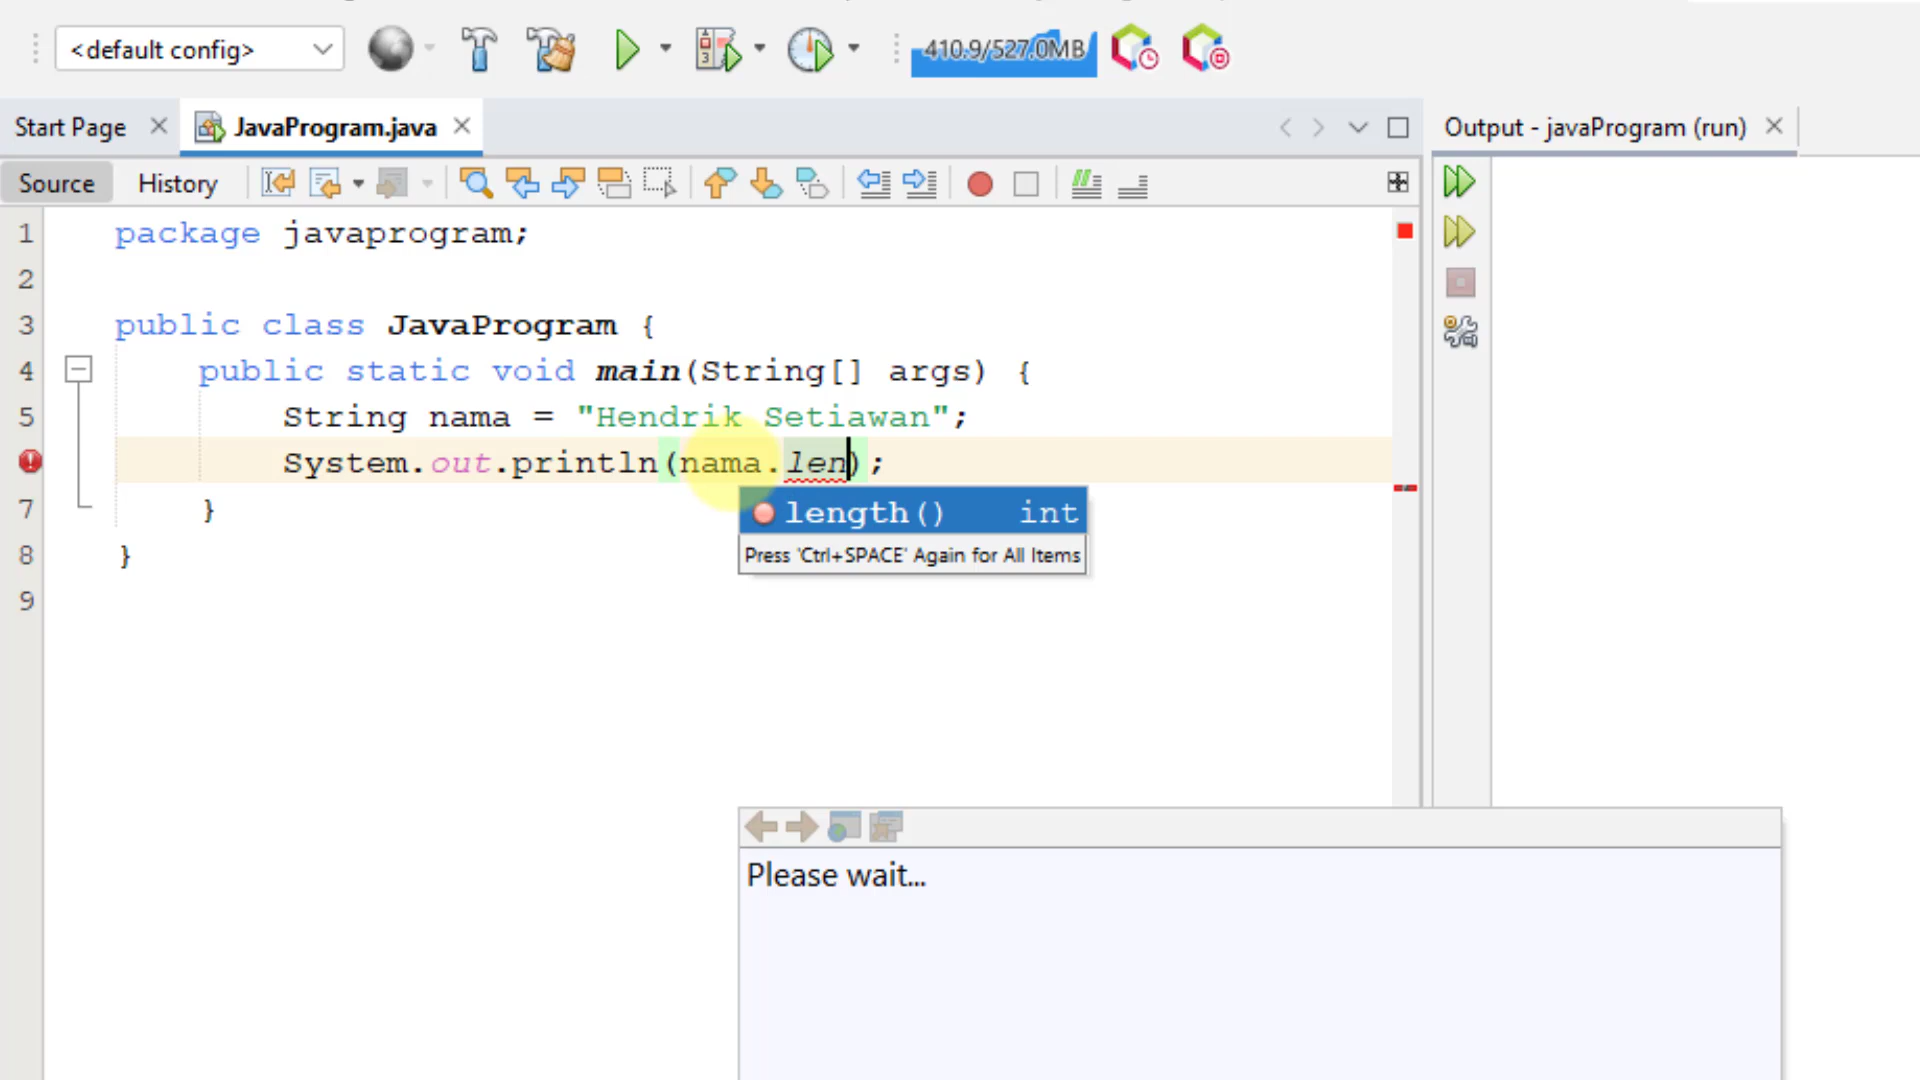 <default config>
410.9/527.0MB
Start Page
JavaProgram.java
Output - javaProgram (run)
Source
History
1 package javaprogram;
2
3 public class JavaProgram {
4 public static void main(String[] args) {
5 String nama = "Hendrik Setiawan";
System.out.println(nama.len);
length() int
7 }
Press 'Ctrl+SPACE' Again for All Items
8 }
9
Please wait...